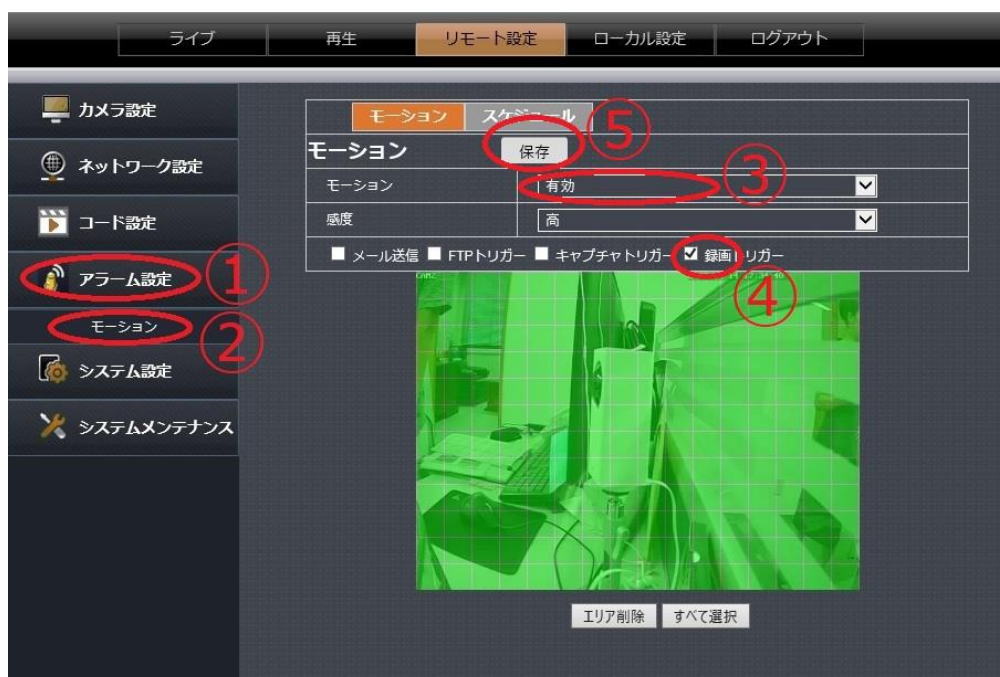 ライブ 再生 リモート設定 ローカル設定 ログアウト
カメラ設定
ネットワーク設定
コード設定
アラーム設定 ①
モーション ②
システム設定
システムメンテナンス
モーション スケジュール ⑤
モーション 保存
モーション 有効 ③
感度 高
メール送信 FTPトリガー キャプチャトリガー 録画トリガー
④
エリア削除 すべて選択